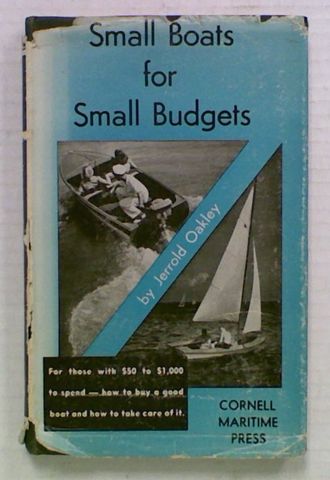 Small Boats
for
Small Budgets
by Jerrold Oakley
For those with $50 to $1,000
to spend — how to buy a good
boat and how to take care of it.
CORNELL
MARITIME
PRESS